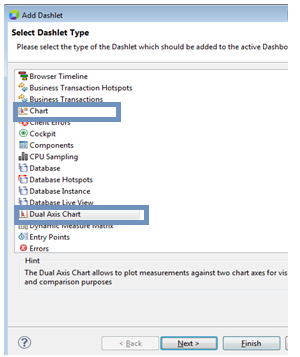 Add Dashlet
Select Dashlet Type
Please select the type of the Dashlet which should be added to the active Dashbo
Browser Timeline
Business Transaction Hotspots
Business Transactions
Chart
Client Errors
Cockpit
Components
CPU Sampling
Database
Database Hotspots
Database Instance
Database Live View
Dual Axis Chart
Dynamic Measure Matrix
Entry Points
Errors
Hint
The Dual Axis Chart allows to plot measurements against two chart axes for vis
and comparison purposes
?
< Back
Next >
Finish